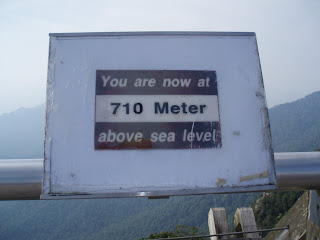 You are now at
710 Meter
above sea level